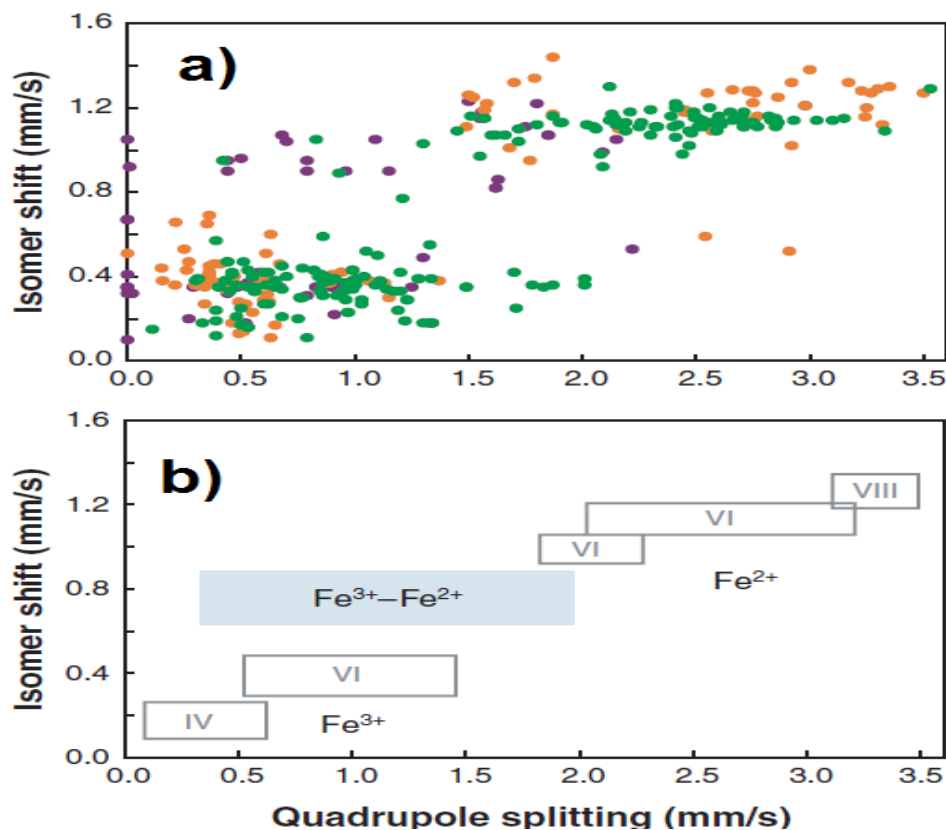 a)
Isomer shift (mm/s)
1.6
1.2
0.8
0.4
0.0
0.0 0.5 1.0 1.5 2.0 2.5 3.0 3.5
b)
Isomer shift (mm/s)
1.6
1.2
0.8
0.4
0.0
VIII
VI
VI
Fe²⁺
Fe³⁺–Fe²⁺
VI
IV
Fe³⁺
0.0 0.5 1.0 1.5 2.0 2.5 3.0 3.5
Quadrupole splitting (mm/s)